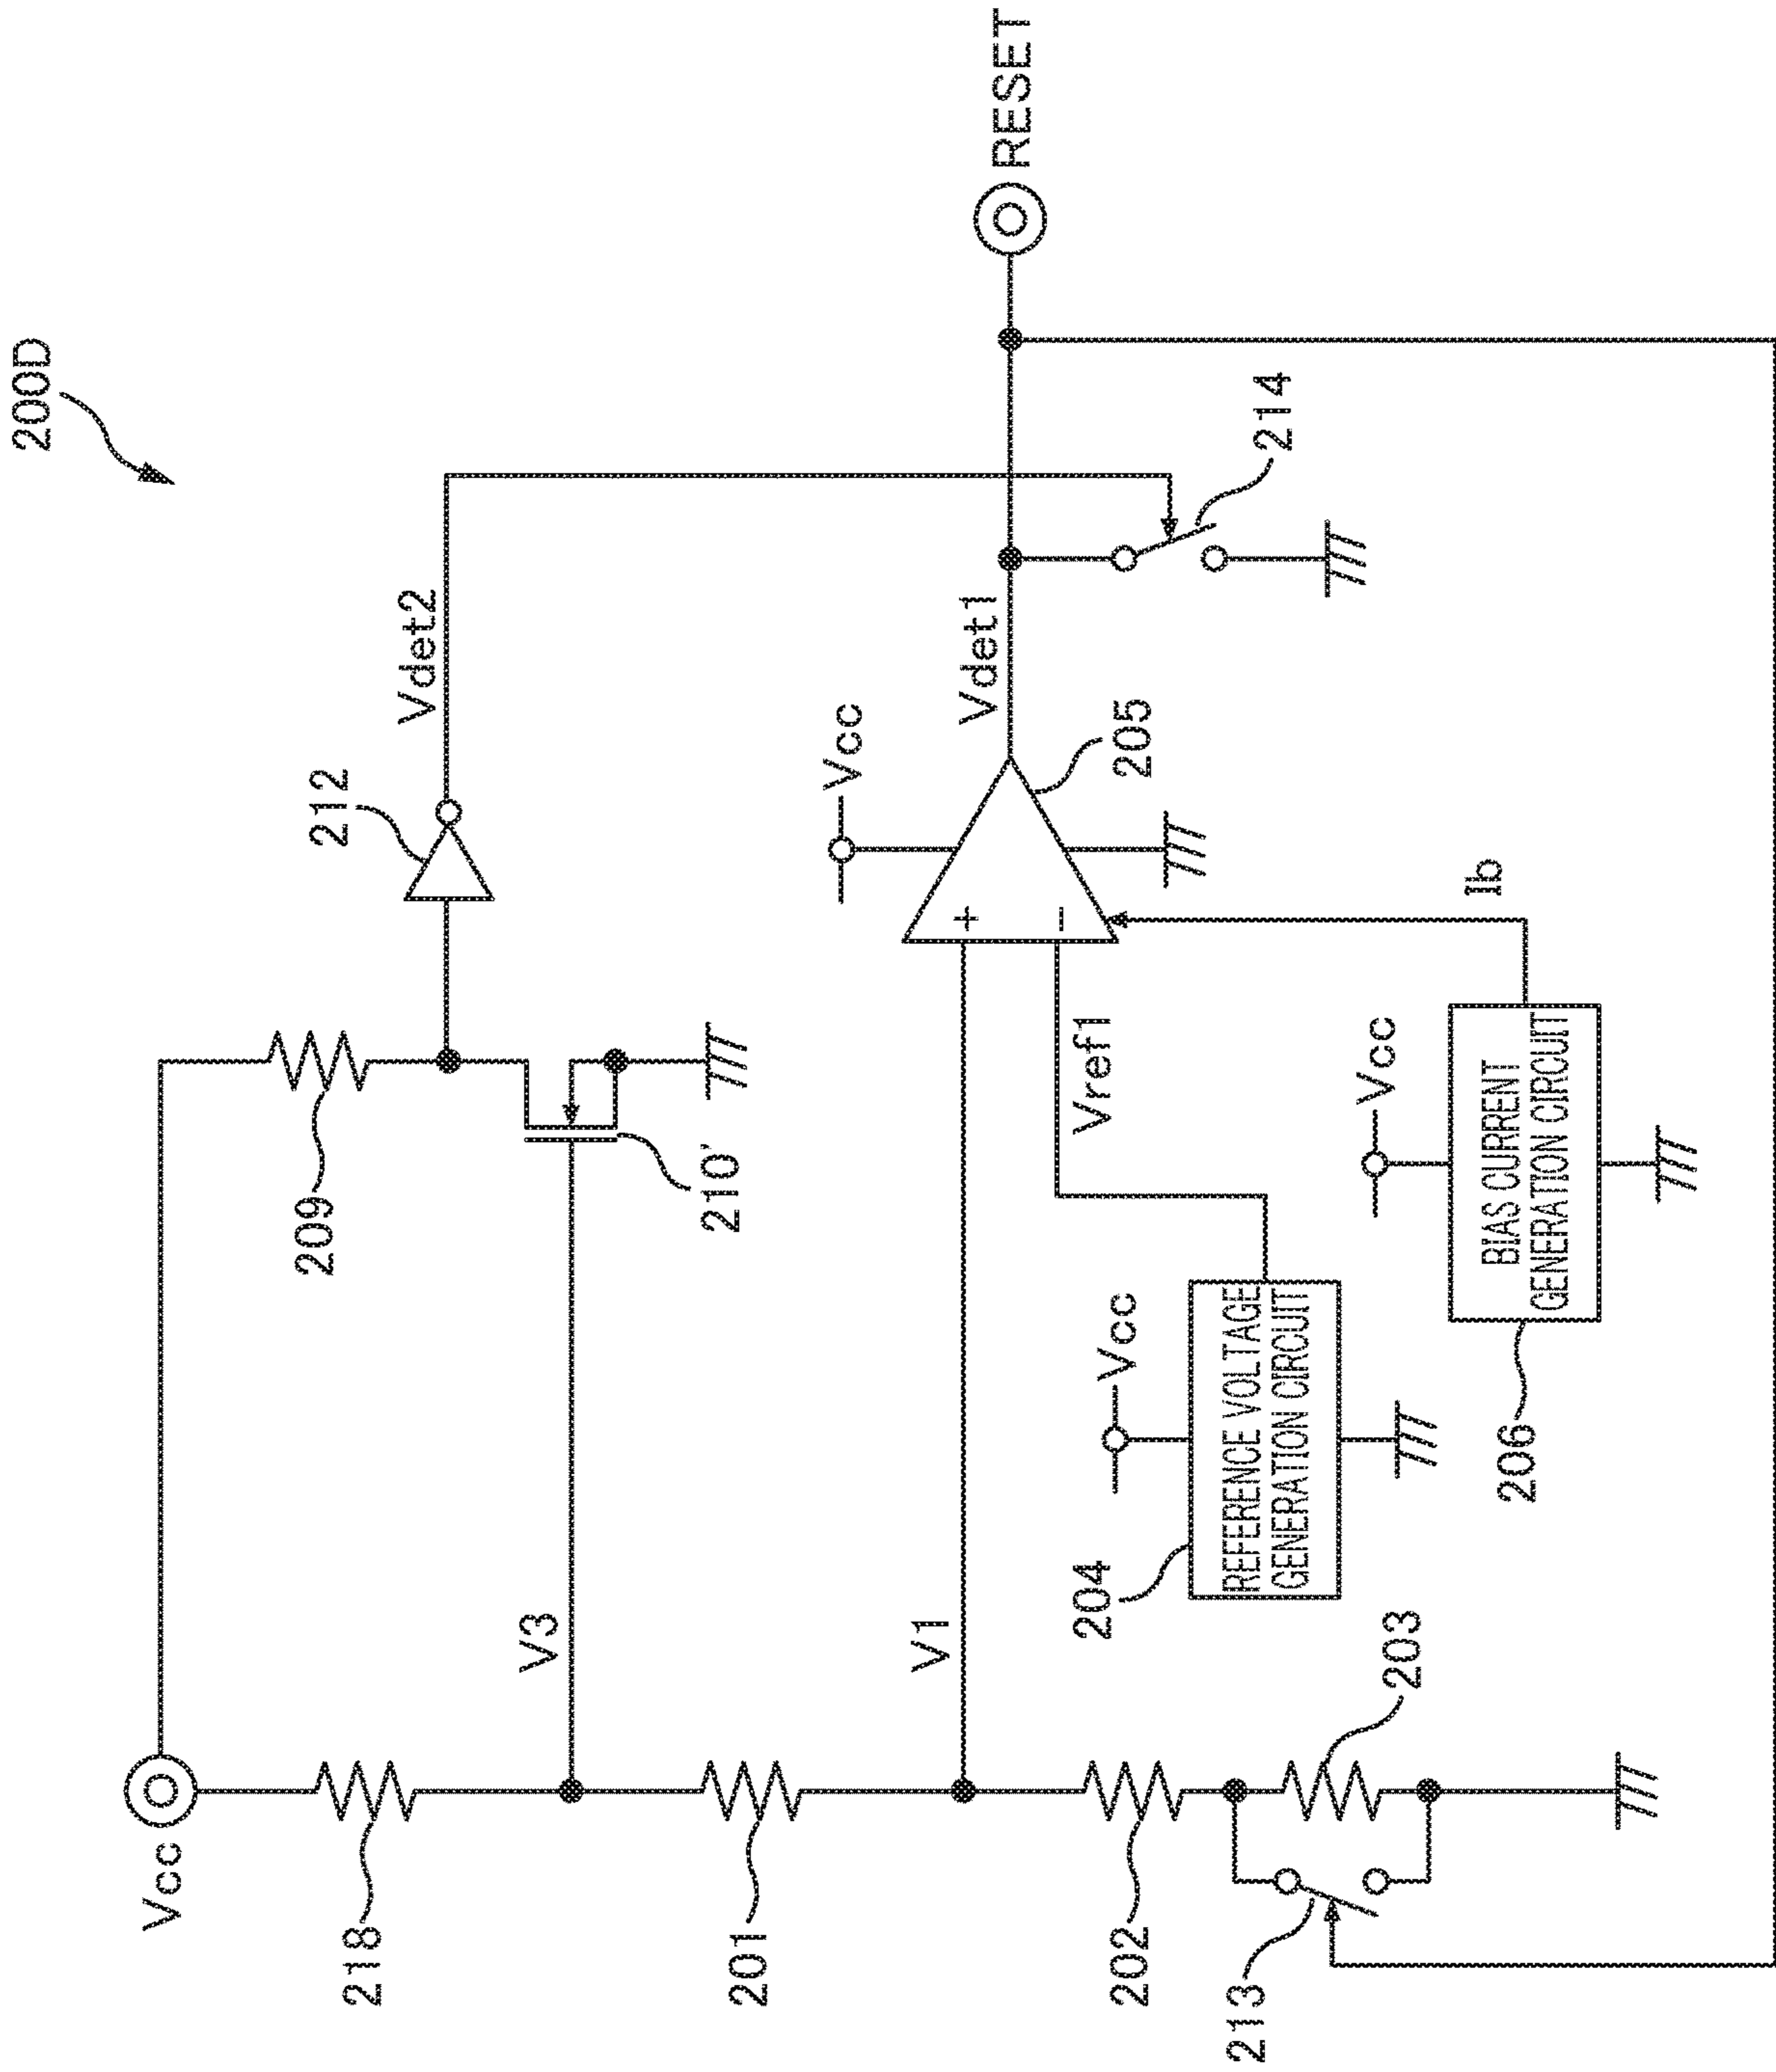 200D
Vcc
218
V3
201
V1
202
213
203
209
210'
212
Vdet2
Vcc
205
Vdet1
214
RESET
Vref1
204
Vcc
REFERENCE VOLTAGE
GENERATION CIRCUIT
206
Vcc
BIAS CURRENT
GENERATION CIRCUIT
Ib
+
−